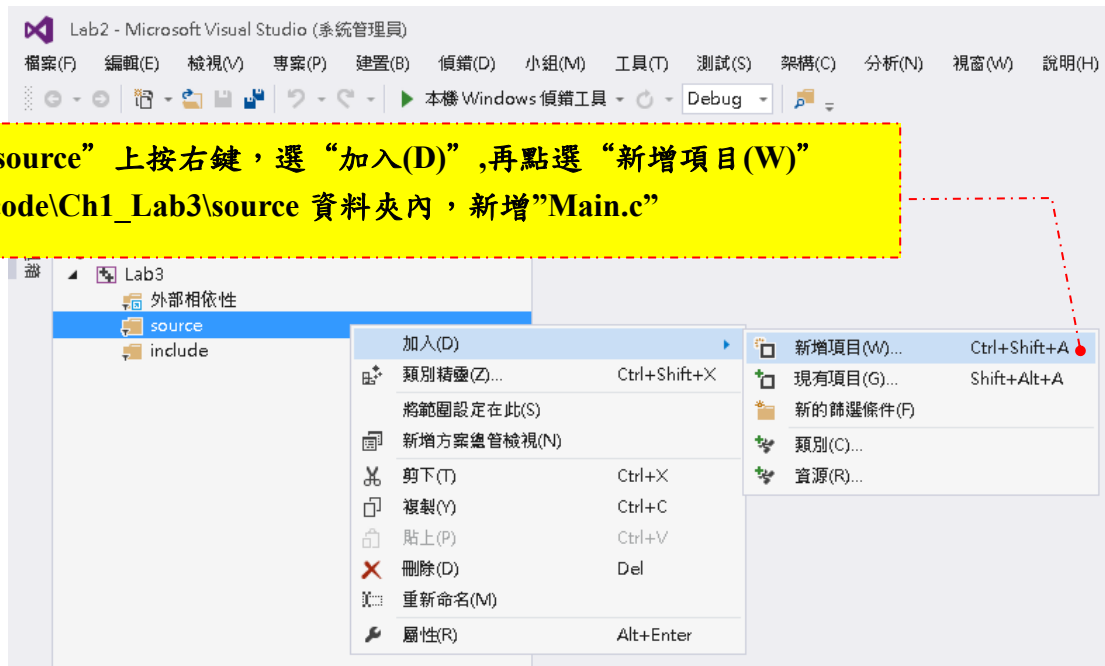 Lab2 - Microsoft Visual Studio (系統管理員)
檔案(F) 編輯(E) 檢視(V) 專案(P) 建置(B) 偵錯(D) 小組(M) 工具(T) 測試(S) 架構(C) 分析(N) 視窗(W) 說明(H)
本機 Windows 偵錯工具 Debug
source”上按右鍵，選“加入(D)”,再點選“新增項目(W)”
code\Ch1_Lab3\source 資料夾內，新增”Main.c”
Lab3
外部相依性
source
include
加入(D)
類別精靈(Z)... Ctrl+Shift+X
將範圍設定在此(S)
新增方案總管檢視(N)
剪下(T) Ctrl+X
複製(Y) Ctrl+C
貼上(P) Ctrl+V
刪除(D) Del
重新命名(M)
屬性(R) Alt+Enter
新增項目(W)... Ctrl+Shift+A
現有項目(G)... Shift+Alt+A
新的篩選條件(F)
類別(C)...
資源(R)...